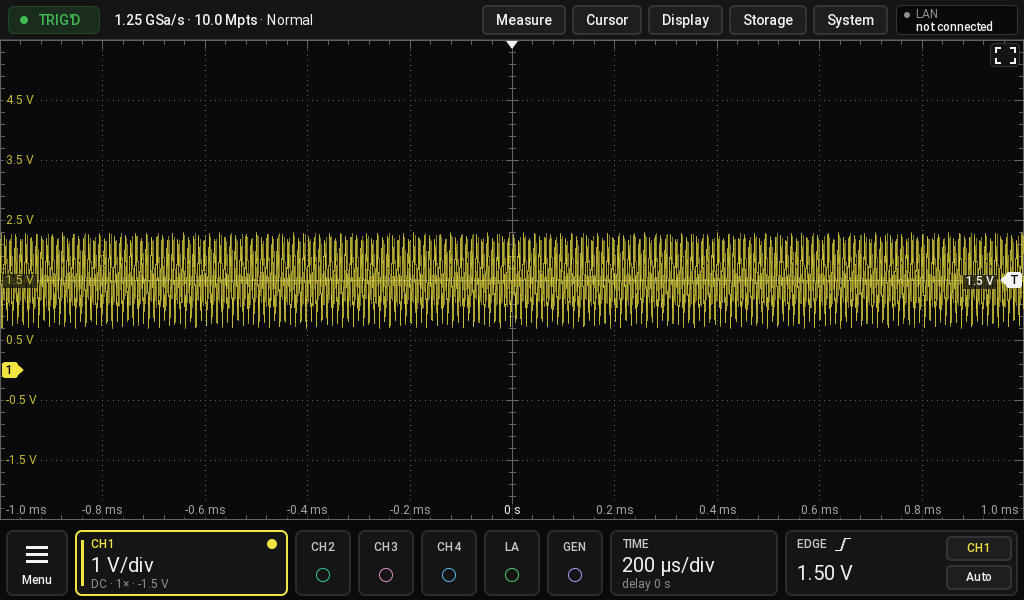 TRIG'D
1.25 GSa/s · 10.0 Mpts · Normal
Measure
Cursor
Display
Storage
System
LAN
not connected
4.5 V
3.5 V
2.5 V
1.5 V
1.5 V
T
0.5 V
1
-0.5 V
-1.5 V
-1.0 ms
-0.8 ms
-0.6 ms
-0.4 ms
-0.2 ms
0 s
0.2 ms
0.4 ms
0.6 ms
0.8 ms
1.0 ms
Menu
CH1
1 V/div
DC · 1× · -1.5 V
CH2
CH3
CH4
LA
GEN
TIME
200 µs/div
delay 0 s
EDGE
1.50 V
CH1
Auto